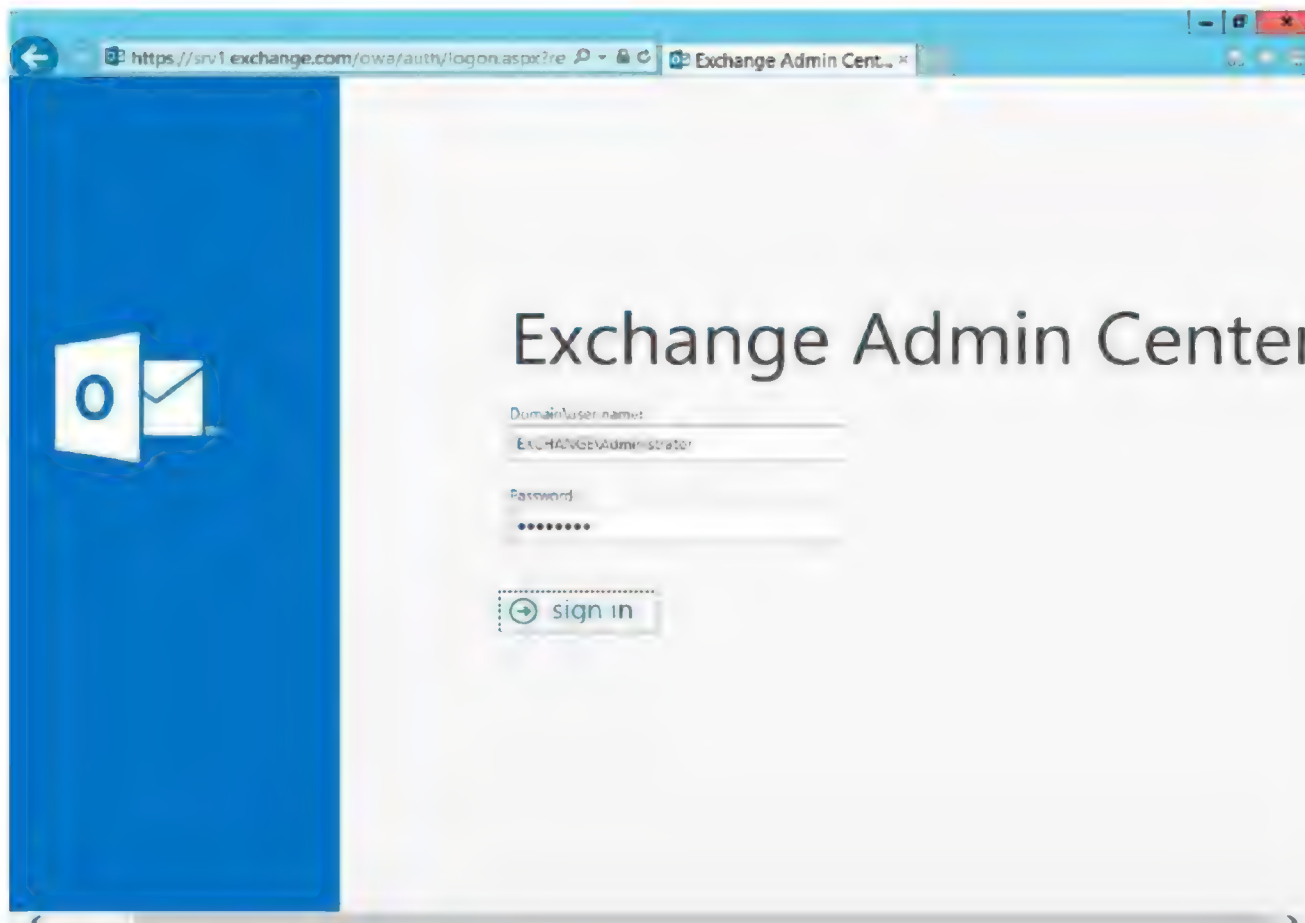 https://srv1.exchange.com/owa/auth/logon.aspx?re
Exchange Admin Cent...
Exchange Admin Center
Domain\user name:
EXCHANGE\Administrator
Password:
••••••••
sign in